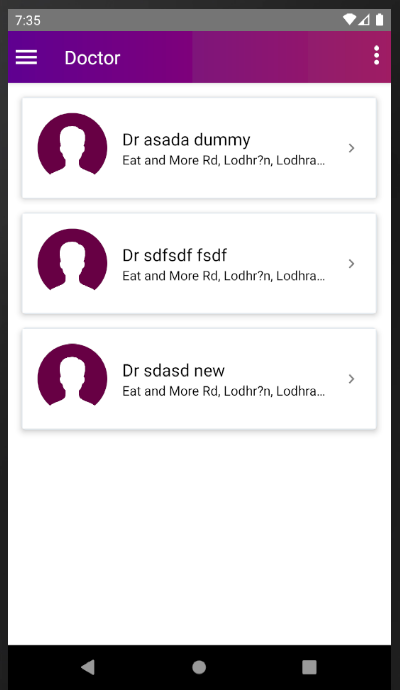 7:35
Doctor
Dr asada dummy
Eat and More Rd, Lodhr?n, Lodhra...
Dr sdfsdf fsdf
Eat and More Rd, Lodhr?n, Lodhra...
Dr sdasd new
Eat and More Rd, Lodhr?n, Lodhra...